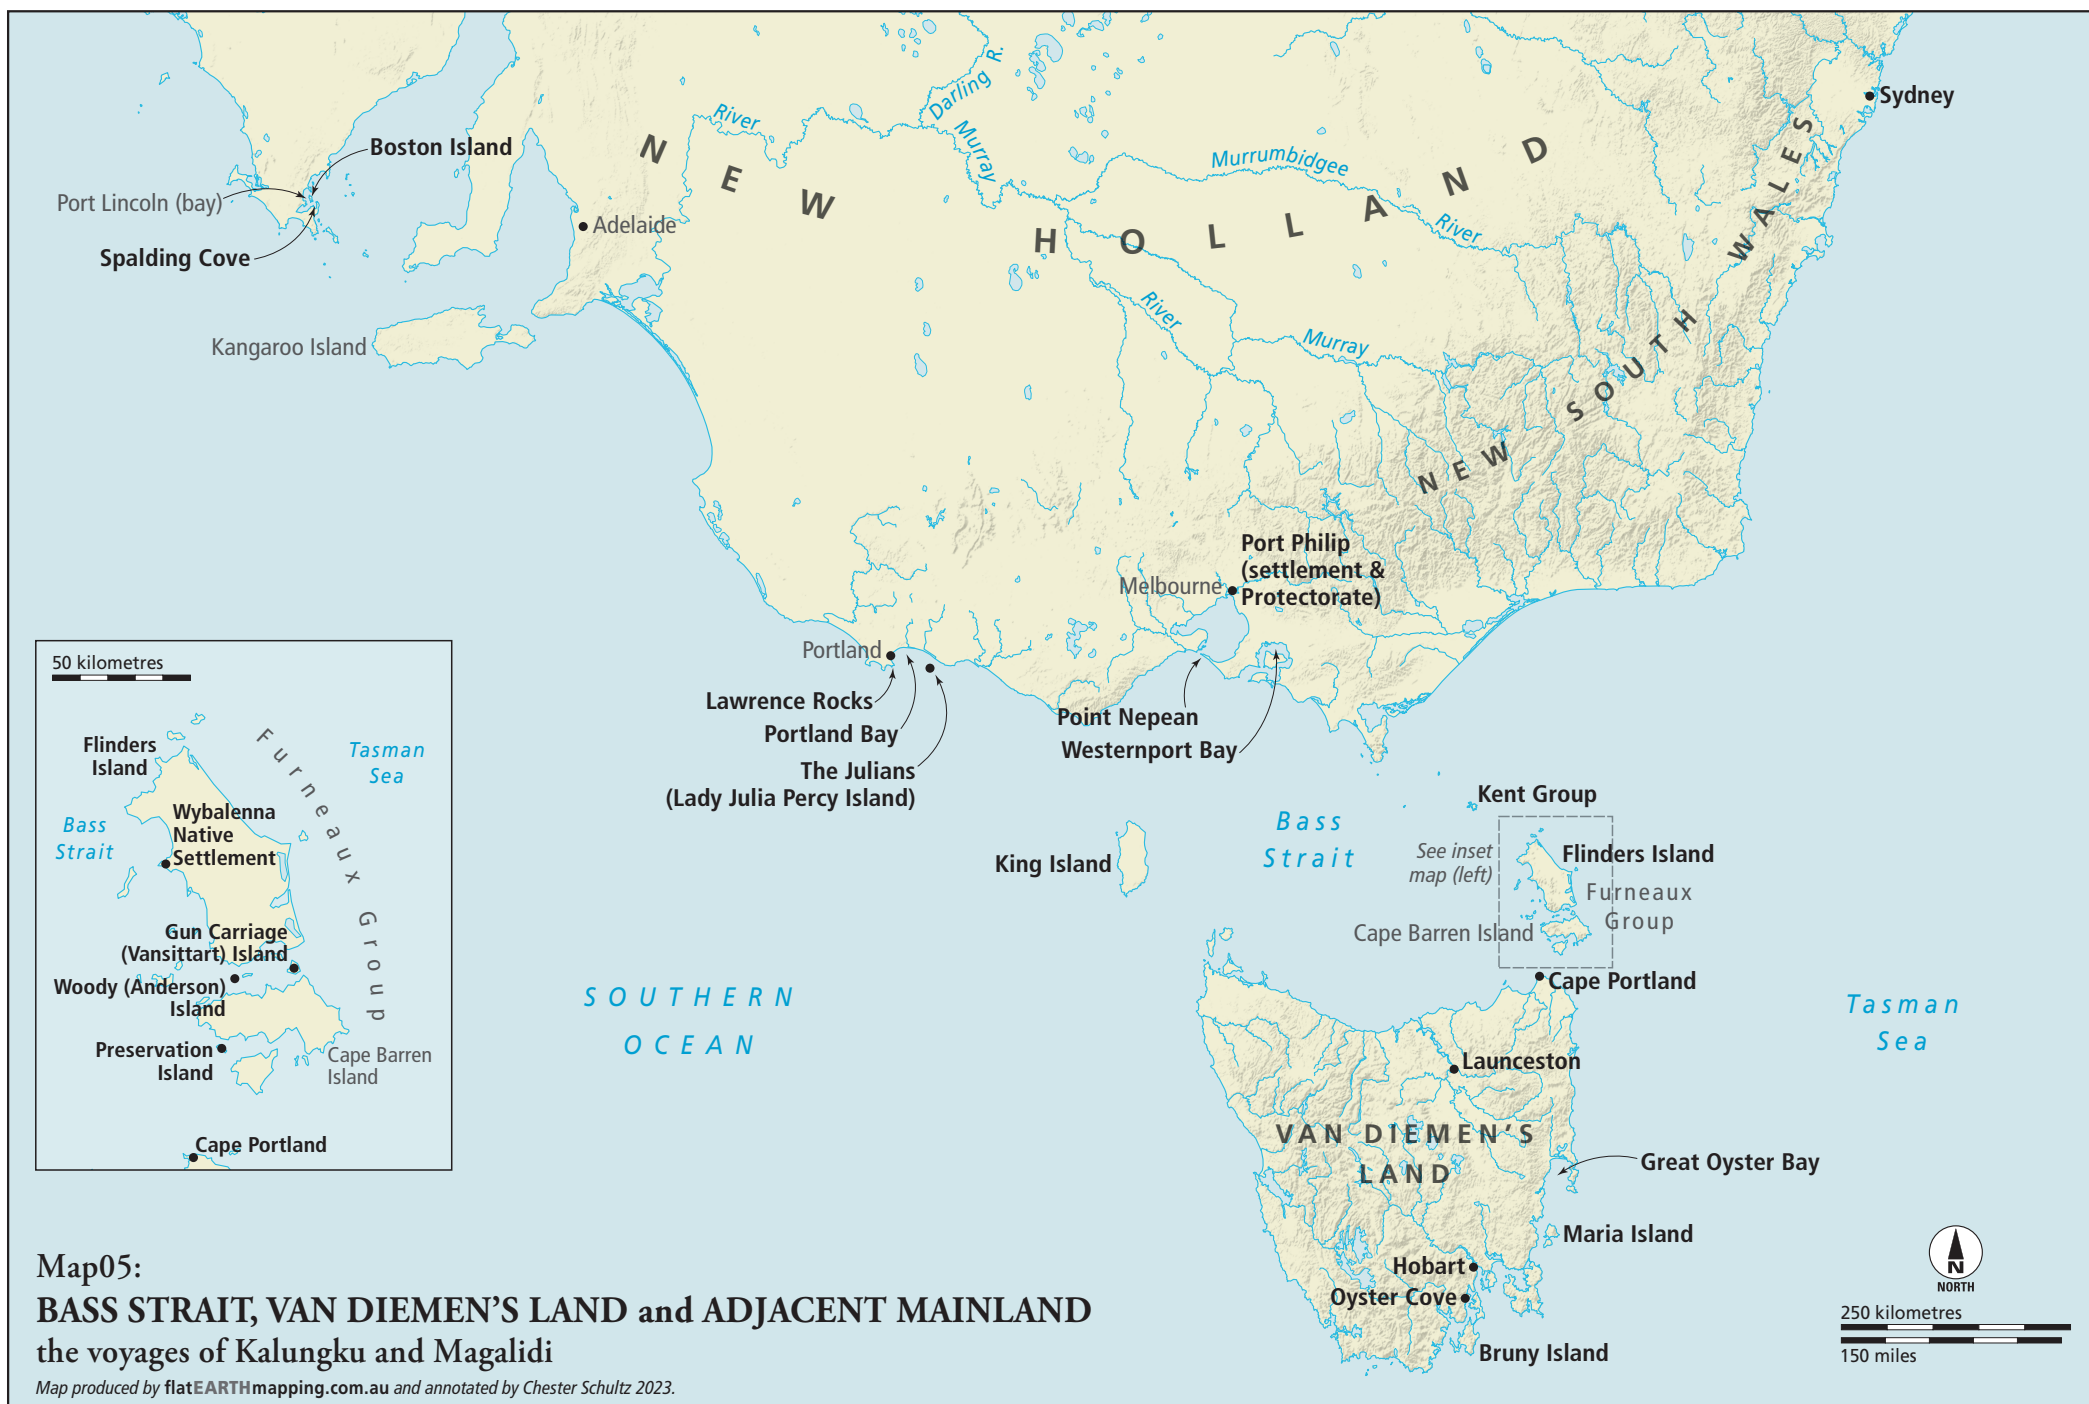 Sydney
Darling R.
River
Murray
Boston Island
Port Lincoln (bay)
Spalding Cove
Adelaide
Kangaroo Island
NEW HOLLAND
Murrumbidgee
River
River
Murray
NEW SOUTH WALES
Port Philip
(settlement &
Protectorate)
Melbourne
Portland
Lawrence Rocks
Portland Bay
The Julians
(Lady Julia Percy Island)
Point Nepean
Westernport Bay
Kent Group
Bass
Strait
King Island
See inset
map (left)
Flinders Island
Furneaux
Group
Cape Barren Island
Cape Portland
SOUTHERN
OCEAN
Tasman
Sea
Launceston
VAN DIEMEN'S
LAND
Great Oyster Bay
Maria Island
Hobart
Oyster Cove
Bruny Island
50 kilometres
Flinders
Island
Furneaux Group
Tasman
Sea
Bass
Strait
Wybalenna
Native
Settlement
Gun Carriage
(Vansittart) Island
Woody (Anderson)
Island
Preservation
Island
Cape Barren
Island
Cape Portland
Map05:
BASS STRAIT, VAN DIEMEN'S LAND and ADJACENT MAINLAND
the voyages of Kalungku and Magalidi
Map produced by flatEARTHmapping.com.au and annotated by Chester Schultz 2023.
N
NORTH
250 kilometres
150 miles